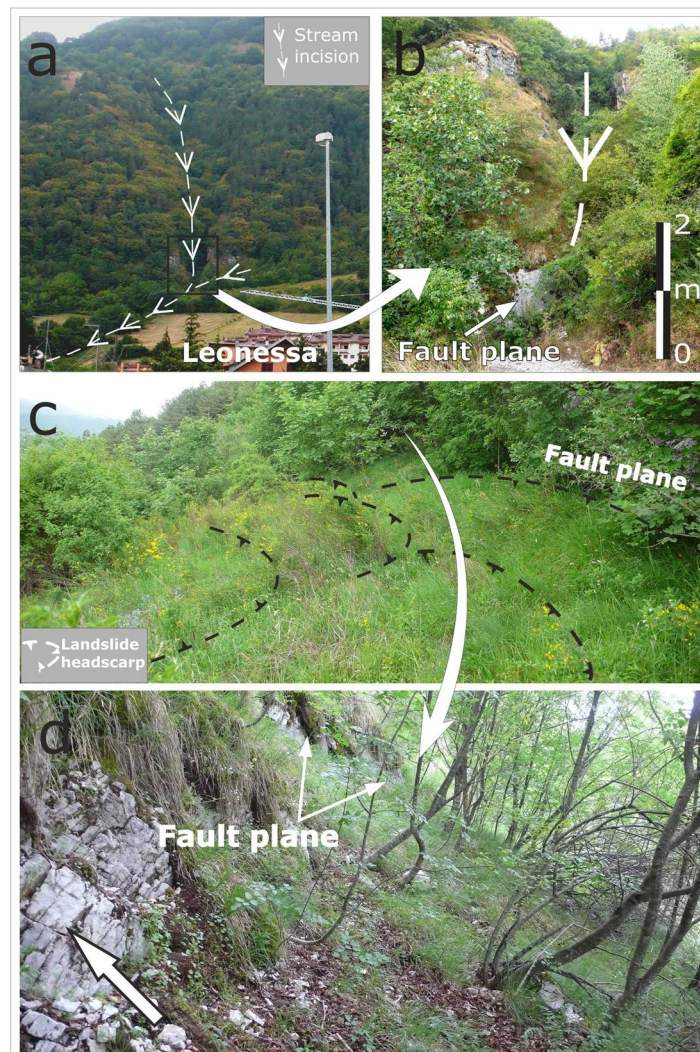 a
Stream
incision
Leonessa
b
2
m
0
Fault plane
c
Fault plane
Landslide
headscarp
d
Fault plane